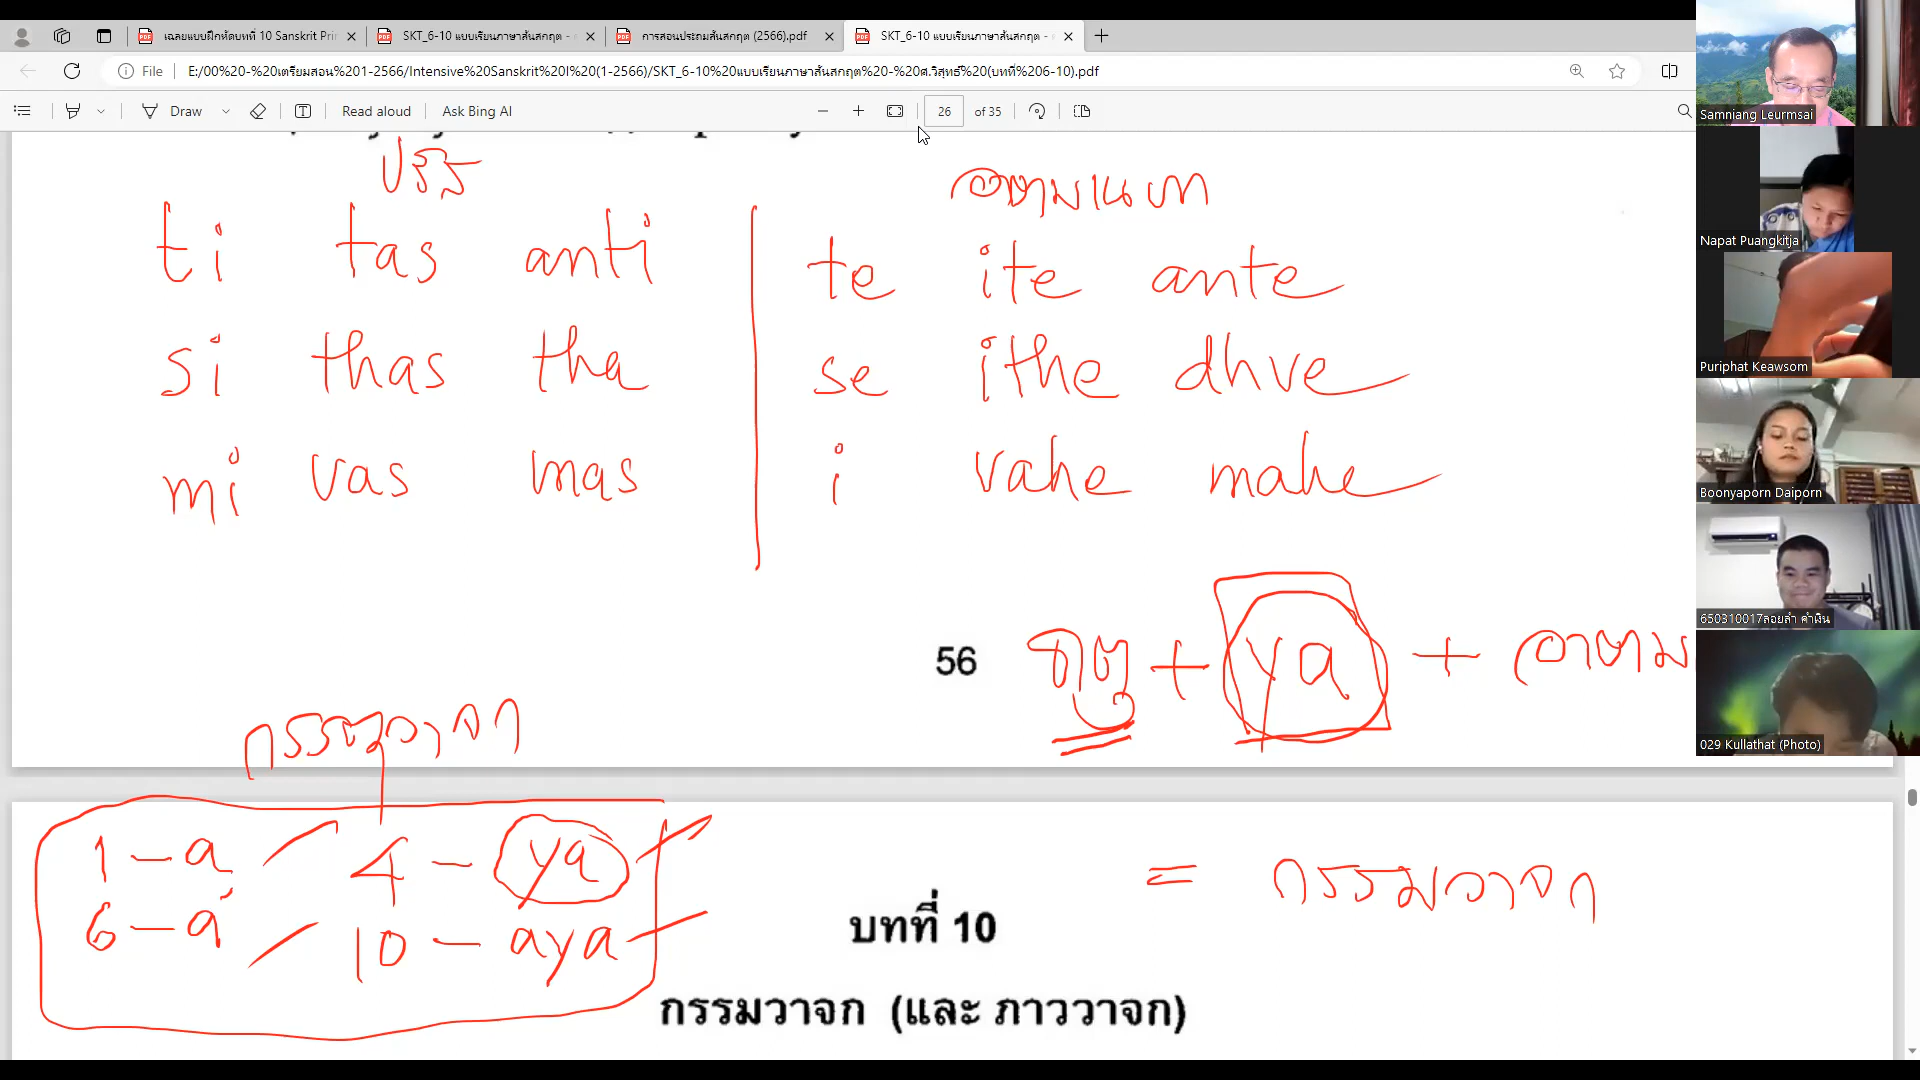 เฉลยแบบฝึกหัดบทที่ 10 Sanskrit Pri
SKT_6-10 แบบเรียนภาษาสันสกฤต -
การสอนประถมสันสกฤต (2566).pdf
SKT_6-10 แบบเรียนภาษาสันสกฤต -
File E:/00%20-%20เตรียมสอน%201-2566/Intensive%20Sanskrit%20I%20(1-2566)/SKT_6-10%20แบบเรียนภาษาสันสกฤต%20-%20ศ.วิสุทธ์%20(บทที่%206-10).pdf
Draw Read aloud Ask Bing AI 26 of 35
ปรัส
ti tas anti
si thas tha
mi vas mas
te ite ante
se ithe dhve
i vahe mahe
56
ธาตุ + ya +
กรรมวาจก
1 - a 4 - ya
6 - á 10 - aya
= กรรมวาจก
บทที่ 10
กรรมวาจก (และ ภาววาจก)
Samniang Leurmsai
Napat Puangkitja
Puriphat Keawsom
Boonyaporn Daiporn
650310017ลอยลำ คำฝิน
029 Kullathat (Photo)